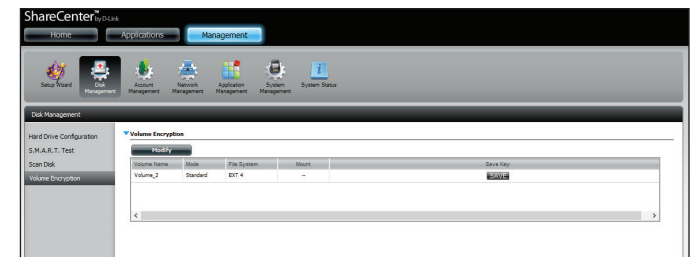 ShareCenter™ by D-Link
Home Applications Management
Setup Wizard Disk Management Account Management Network Management Application Management System Management System Status
Disk Management
Hard Drive Configuration
S.M.A.R.T. Test
Scan Disk
Volume Encryption
Volume Encryption
Modify
Volume Name Mode File System Mount Save Key
Volume_2 Standard EXT 4 -- SAVE